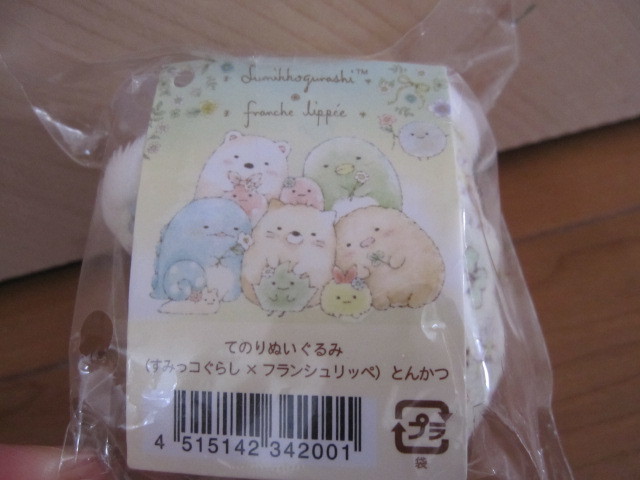 Sumikkogurashi™
franche lippée
てのりぬいぐるみ
(すみっコぐらし × フランシュリッペ) とんかつ
4 515142 342001
プラ
袋